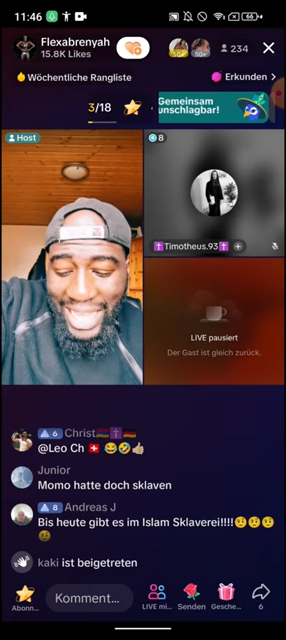 11:46
66
Flexabrenyah
15.8K Likes
50+
234
Wöchentliche Rangliste
Erkunden >
3/18
Gemeinsam
unschlagbar!
Host
8
✝️Timotheus.93✝️ +
LIVE pausiert
Der Gast ist gleich zurück.
6 Christ🇦🇲✝️🇩🇪
@Leo Ch 🇨🇭 😂🤣👍🏼
Junior
Momo hatte doch sklaven
8 Andreas J
Bis heute gibt es im Islam Sklaverei!!!!🤨🤨🤨
kaki ist beigetreten
Abonn...
Komment...
LIVE mi...
Senden
Gesche...
6